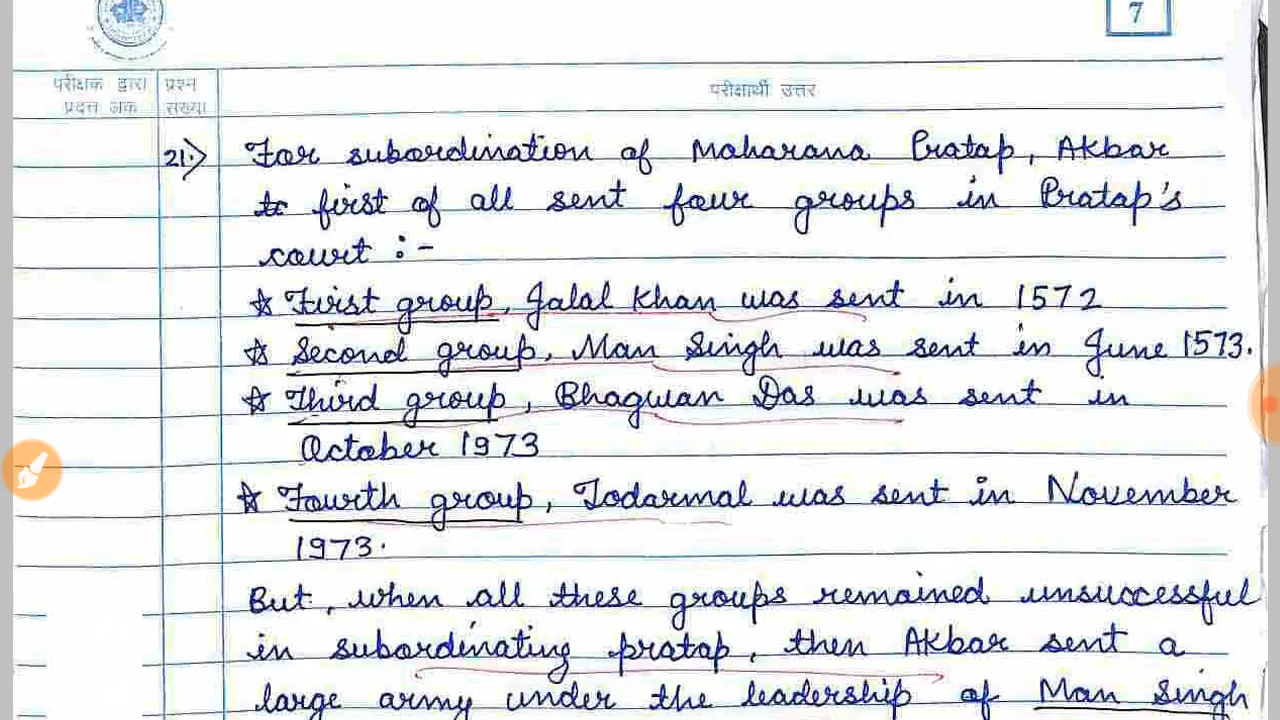 7
परीक्षक द्वारा प्रदत्त अंक
प्रश्न संख्या
परीक्षार्थी उत्तर
21.) For subordination of Maharana Pratap, Akbar
first of all sent four groups in Pratap's
court :-
☆ First group, Jalal Khan was sent in 1572
☆ Second group, Man Singh was sent in June 1573.
☆ Third group, Bhagwan Das was sent in
October 1973
☆ Fourth group, Todarmal was sent in November
1973.
But, when all these groups remained unsuccessful
in subordinating pratap, then Akbar sent a
large army under the leadership of Man Singh